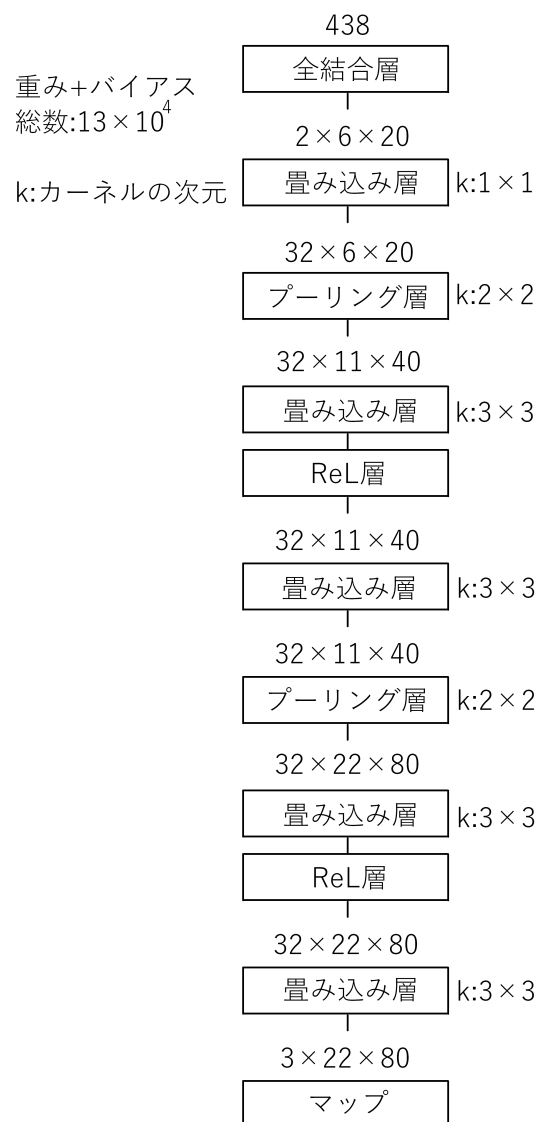 438
全結合層
重み+バイアス
総数:13×10⁴
2×6×20
k:カーネルの次元
畳み込み層
k:1×1
32×6×20
プーリング層
k:2×2
32×11×40
畳み込み層
k:3×3
ReL層
32×11×40
畳み込み層
k:3×3
32×11×40
プーリング層
k:2×2
32×22×80
畳み込み層
k:3×3
ReL層
32×22×80
畳み込み層
k:3×3
3×22×80
マップ